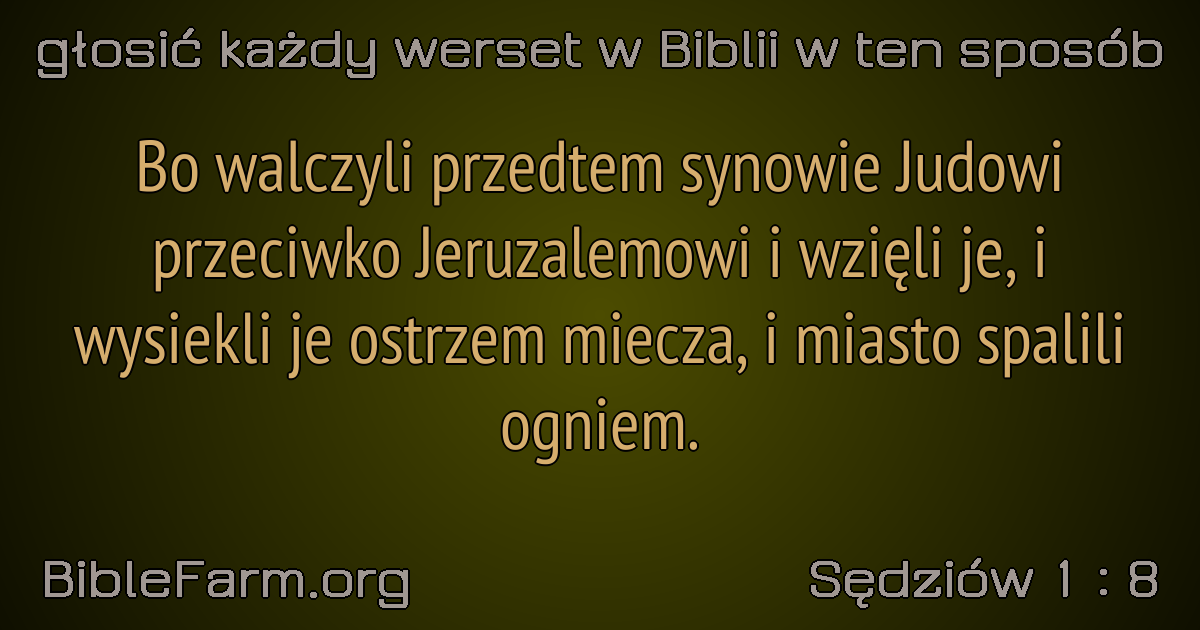 głosić każdy werset w Biblii w ten sposób
Bo walczyli przedtem synowie Judowi
przeciwko Jeruzalemowi i wzięli je, i
wysiekli je ostrzem miecza, i miasto spalili
ogniem.
BibleFarm.org
Sędziów 1 : 8